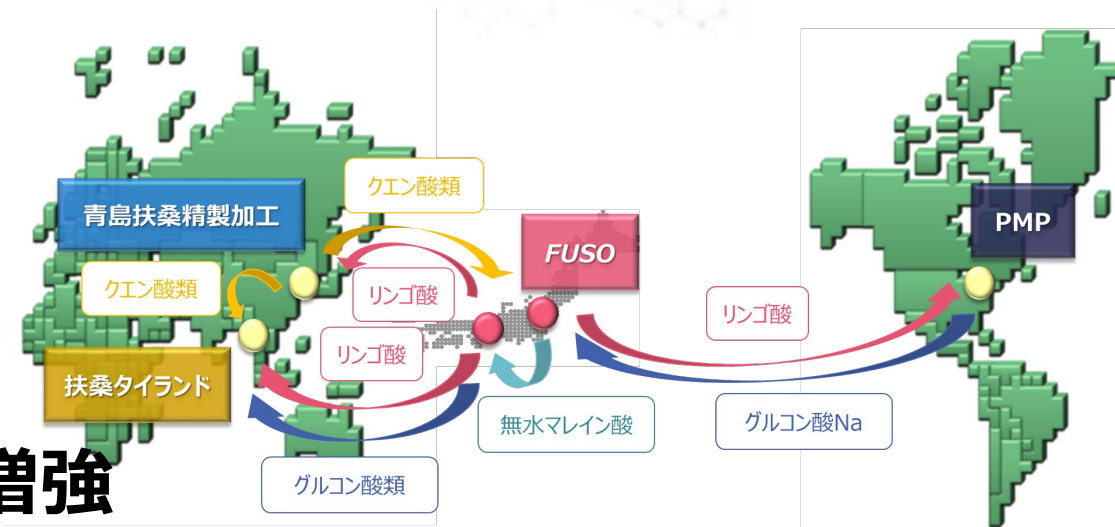 クエン酸類
青島扶桑精製加工
PMP
FUSO
クエン酸類
リンゴ酸
リンゴ酸
リンゴ酸
扶桑タイランド
無水マレイン酸
グルコン酸Na
増強
グルコン酸類